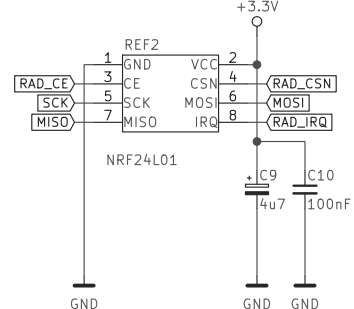 +3.3V
REF2
1 GND VCC 2
RAD_CE 3 CE CSN 4 RAD_CSN
SCK 5 SCK MOSI 6 MOSI
MISO 7 MISO IRQ 8 RAD_IRQ
NRF24L01
+ C9 C10
4u7 100nF
GND GND GND